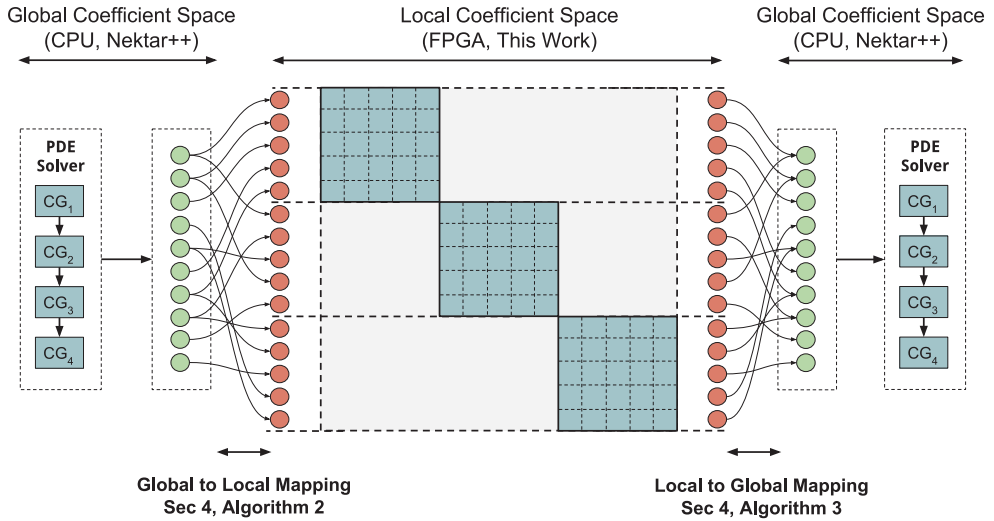 Global Coefficient Space
(CPU, Nektar++)
Local Coefficient Space
(FPGA, This Work)
Global Coefficient Space
(CPU, Nektar++)
PDE
Solver
CG1
CG2
CG3
CG4
PDE
Solver
CG1
CG2
CG3
CG4
Global to Local Mapping
Sec 4, Algorithm 2
Local to Global Mapping
Sec 4, Algorithm 3